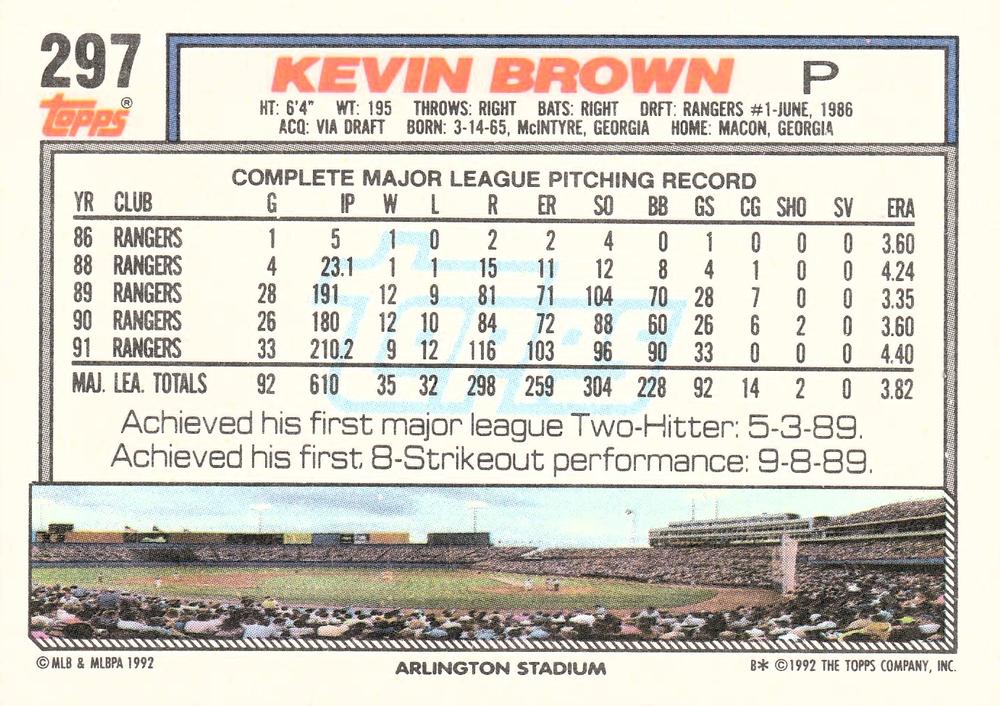 297
Topps®
KEVIN BROWN P
HT: 6'4" WT: 195 THROWS: RIGHT BATS: RIGHT DRFT: RANGERS #1-JUNE, 1986
ACQ: VIA DRAFT BORN: 3-14-65, McINTYRE, GEORGIA HOME: MACON, GEORGIA
COMPLETE MAJOR LEAGUE PITCHING RECORD
YR CLUB G IP W L R ER SO BB GS CG SHO SV ERA
86 RANGERS 1 5 1 0 2 2 4 0 1 0 0 0 3.60
88 RANGERS 4 23.1 1 1 15 11 12 8 4 1 0 0 4.24
89 RANGERS 28 191 12 9 81 71 104 70 28 7 0 0 3.35
90 RANGERS 26 180 12 10 84 72 88 60 26 6 2 0 3.60
91 RANGERS 33 210.2 9 12 116 103 96 90 33 0 0 0 4.40
MAJ. LEA. TOTALS 92 610 35 32 298 259 304 228 92 14 2 0 3.82
Topps
Achieved his first major league Two-Hitter: 5-3-89.
Achieved his first 8-Strikeout performance: 9-8-89.
© MLB & MLBPA 1992
ARLINGTON STADIUM
B* © 1992 THE TOPPS COMPANY, INC.